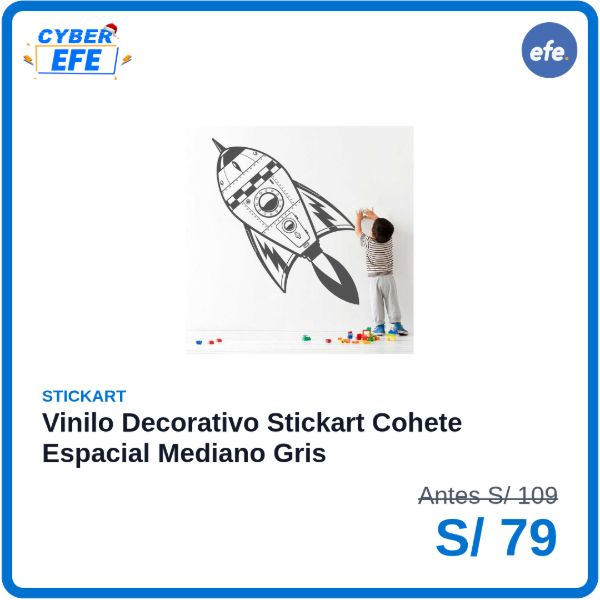 CYBER
EFE
efe.
STICKART
Vinilo Decorativo Stickart Cohete
Espacial Mediano Gris
Antes S/ 109
S/ 79